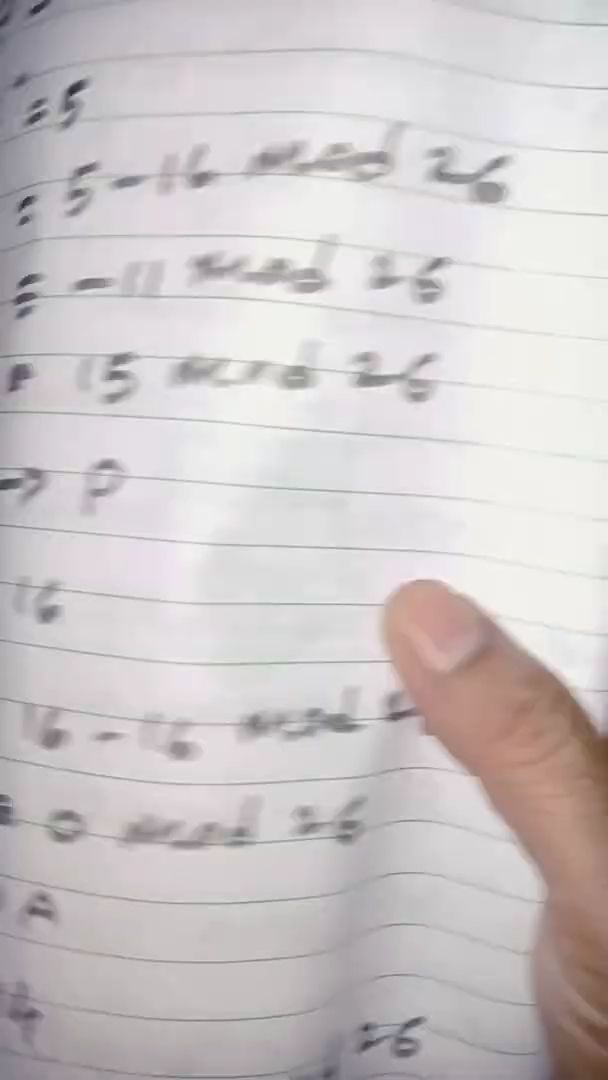 = 5
= 5 - 16 mod 26
= -11 mod 26
= 15 mod 26
→ P
16
16 - 16 mod
= 0 mod 26
A
26